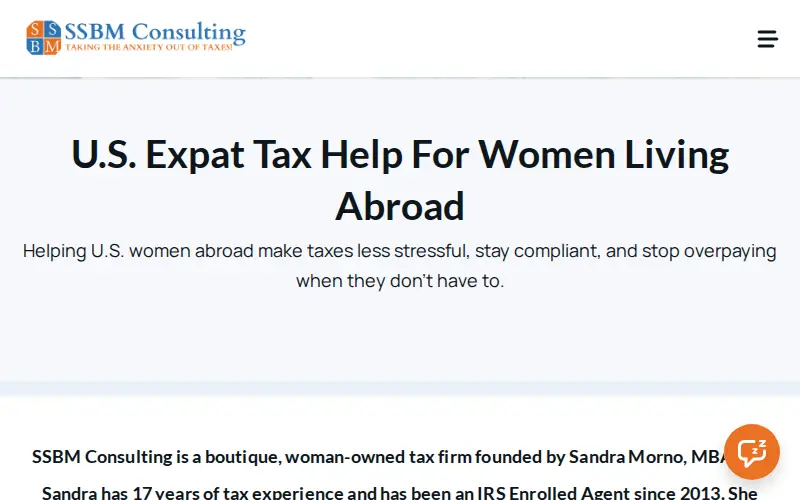 S S
B M
SSBM Consulting
TAKING THE ANXIETY OUT OF TAXES!
U.S. Expat Tax Help For Women Living
Abroad
Helping U.S. women abroad make taxes less stressful, stay compliant, and stop overpaying
when they don't have to.
SSBM Consulting is a boutique, woman-owned tax firm founded by Sandra Morno,
Sandra has 17 years of tax experience and has been an IRS Enrolled Agent since 2013. She